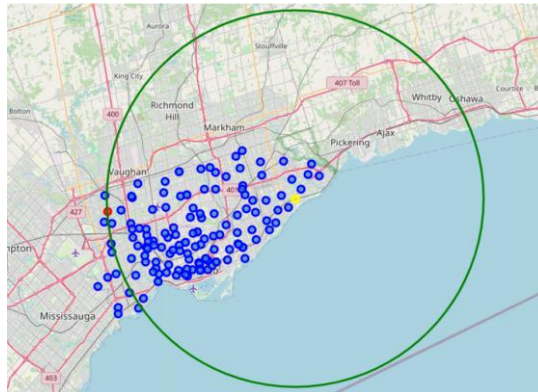 Stouffville
King City
407 Toll
Courtice
Bolton
Whitby
Oshawa
400
Richmond
Hill
Ajax
Markham
Pickering
Vaughan
401
427
Mississauga
403